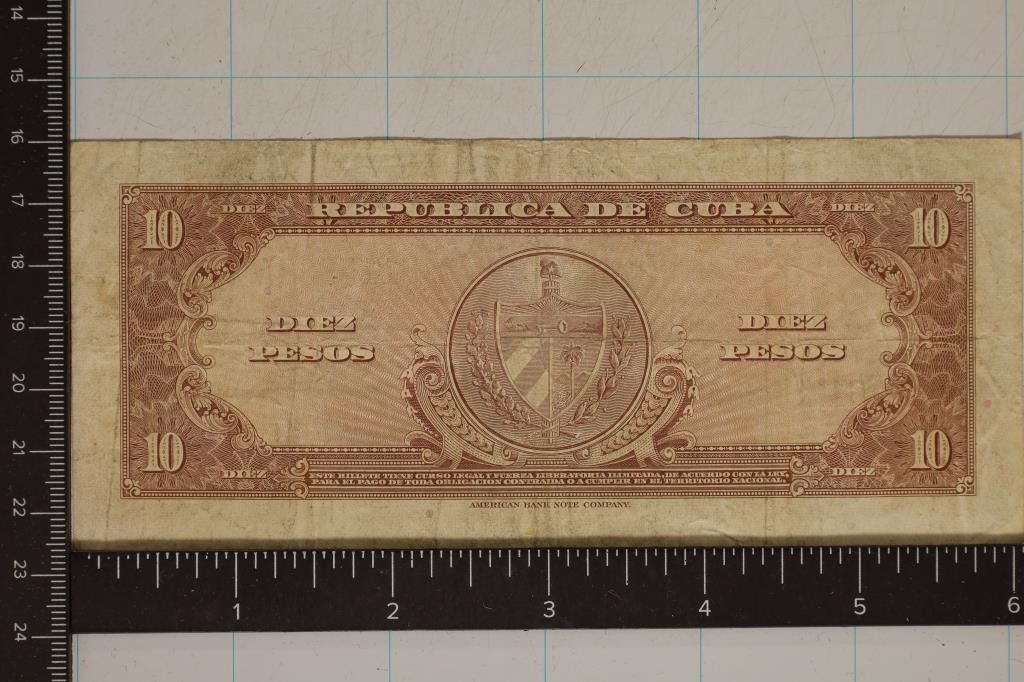 14
15
16
17
18
19
20
21
22
23
24
10 DIEZ REPUBLICA DE CUBA DIEZ 10
DIEZ DIEZ
PESOS PESOS
10 DIEZ DIEZ 10
ESTE BILLETE TIENE CURSO LEGAL Y FUERZA LIBERATORIA ILIMITADA, DE ACUERDO CON LA LEY,
PARA EL PAGO DE TODA OBLIGACION CONTRAIDA O A CUMPLIR EN EL TERRITORIO NACIONAL.
AMERICAN BANK NOTE COMPANY.
1 2 3 4 5 6